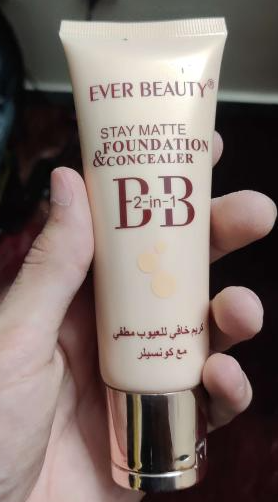 EVER BEAUTY®
STAY MATTE
FOUNDATION
&CONCEALER
BB
2-in-1
كريم خافي للعيوب مطفي
مع كونسيلر